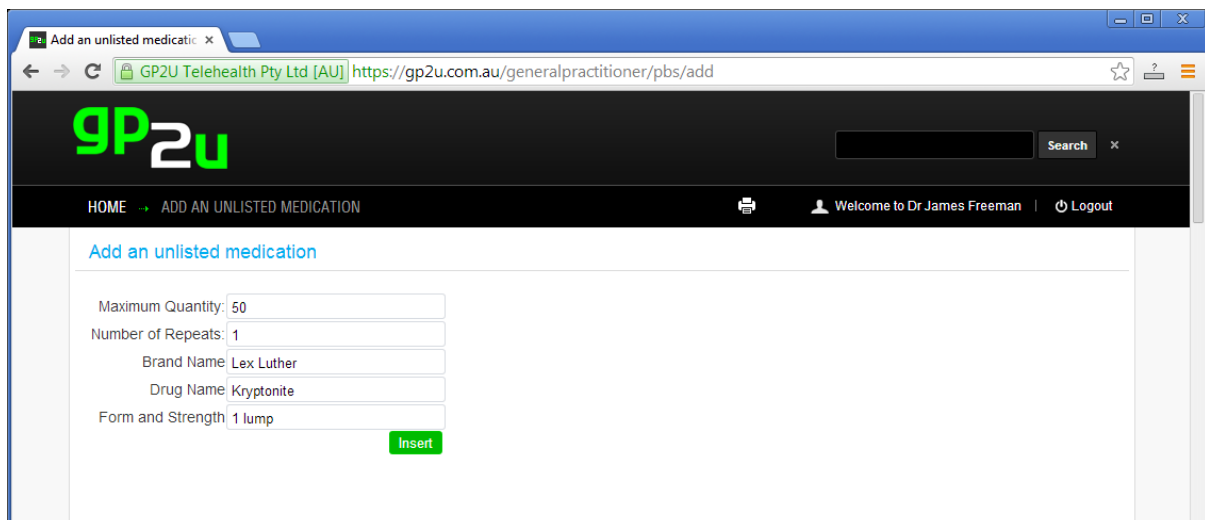 Add an unlisted medicatic
GP2U Telehealth Pty Ltd [AU] https://gp2u.com.au/generalpractitioner/pbs/add
gp2u
Search
HOME ADD AN UNLISTED MEDICATION Welcome to Dr James Freeman | Logout
Add an unlisted medication
Maximum Quantity: 50
Number of Repeats: 1
Brand Name Lex Luther
Drug Name Kryptonite
Form and Strength 1 lump
Insert